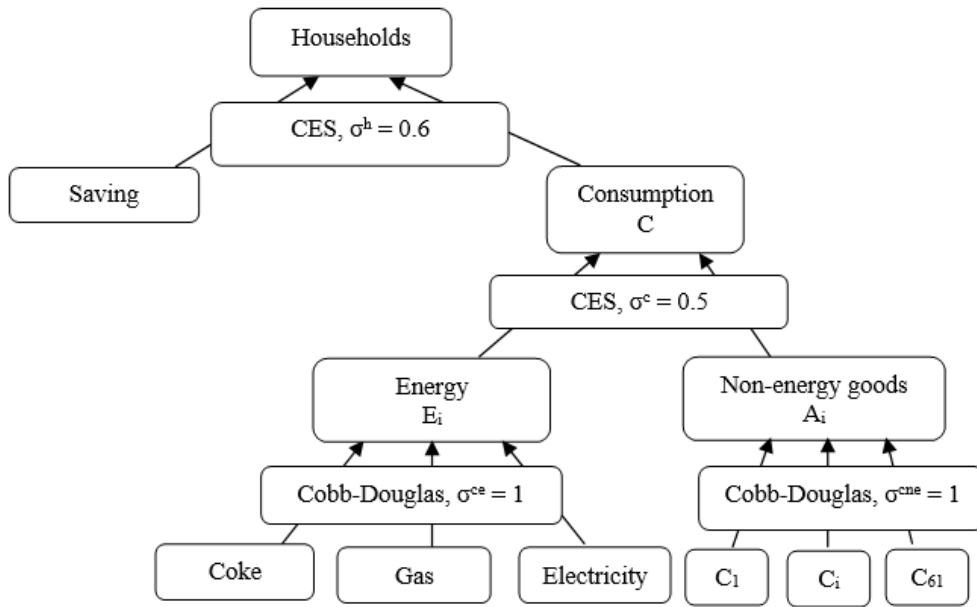 Households
CES, σʰ = 0.6
Saving
Consumption
C
CES, σᶜ = 0.5
Energy
Eᵢ
Non-energy goods
Aᵢ
Cobb-Douglas, σᶜᵉ = 1
Cobb-Douglas, σᶜⁿᵉ = 1
Coke
Gas
Electricity
C₁
Cᵢ
C₆₁